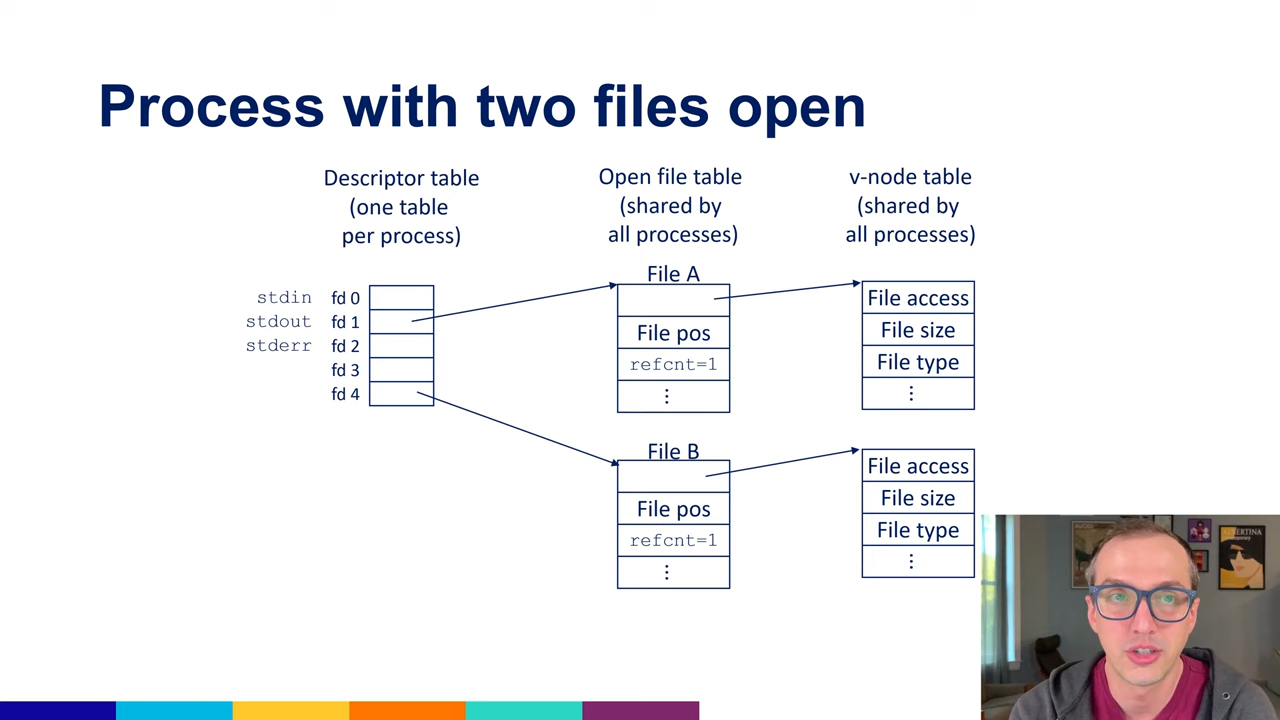 Process with two files open
Descriptor table
(one table
per process)
Open file table
(shared by
all processes)
v-node table
(shared by
all processes)
stdin fd 0
stdout fd 1
stderr fd 2
fd 3
fd 4
File A
File pos
refcnt=1
⋮
File access
File size
File type
⋮
File B
File pos
refcnt=1
⋮
File access
File size
File type
⋮